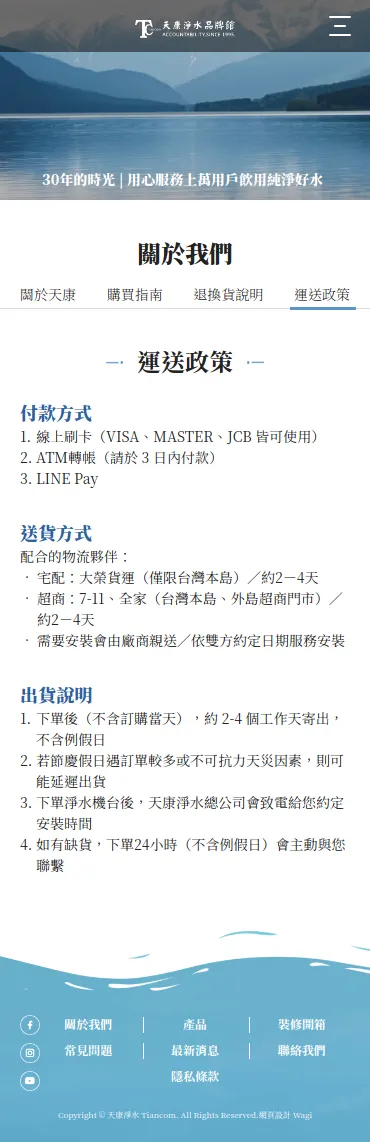 天康淨水品牌館
ACCOUNTABILITY.SINCE 1995.
30年的時光 | 用心服務上萬用戶飲用純淨好水
關於我們
關於天康 購買指南 退換貨說明 運送政策
運送政策
付款方式
1. 線上刷卡（VISA、MASTER、JCB 皆可使用）
2. ATM轉帳（請於 3 日內付款）
3. LINE Pay
送貨方式
配合的物流夥伴：
· 宅配：大榮貨運（僅限台灣本島）／約2－4天
· 超商：7-11、全家（台灣本島、外島超商門市）／
約2－4天
· 需要安裝會由廠商親送／依雙方約定日期服務安裝
出貨說明
1. 下單後（不含訂購當天），約 2-4 個工作天寄出，
不含例假日
2. 若節慶假日遇訂單較多或不可抗力天災因素，則可
能延遲出貨
3. 下單淨水機台後，天康淨水總公司會致電給您約定
安裝時間
4. 如有缺貨，下單24小時（不含例假日）會主動與您
聯繫
關於我們 產品 裝修開箱
常見問題 最新消息 聯絡我們
隱私條款
Copyright © 天康淨水 Tiancom. All Rights Reserved.網頁設計 Wagi